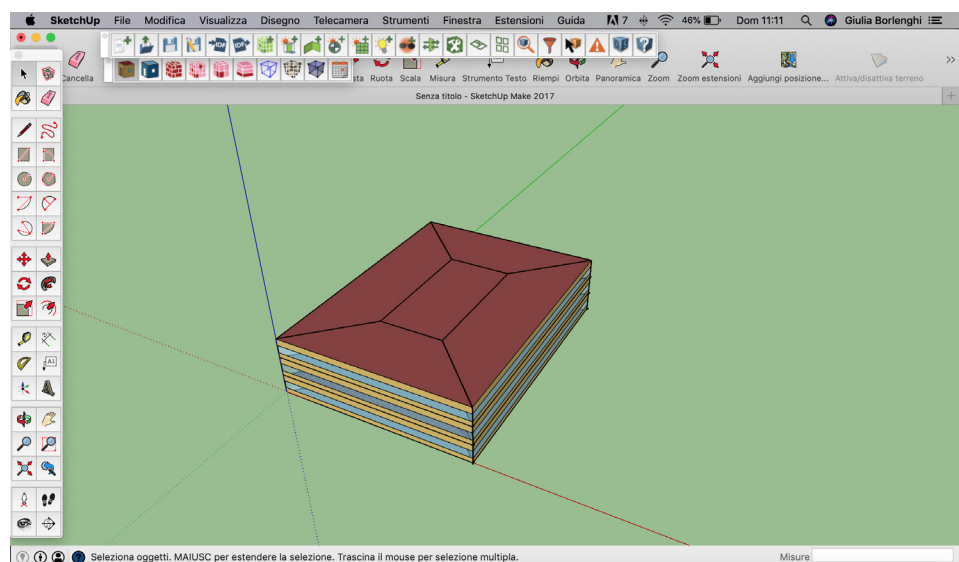 SketchUp File Modifica Visualizza Disegno Telecamera Strumenti Finestra Estensioni Guida 7 46% Dom 11:11 Giulia Borlenghi
Cancella Ruota Scala Misura Strumento Testo Riempi Orbita Panoramica Zoom Zoom estensioni Aggiungi posizione... Attiva/disattiva terreno
Senza titolo - SketchUp Make 2017
Seleziona oggetti. MAIUSC per estendere la selezione. Trascina il mouse per selezione multipla. Misure